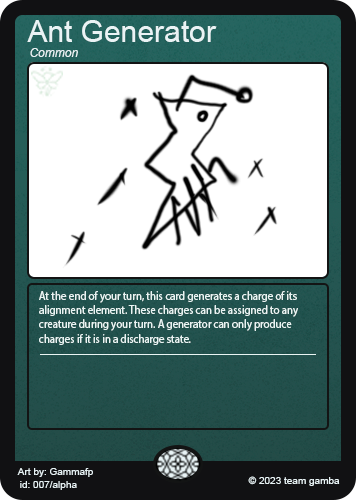 Ant Generator
Common
At the end of your turn, this card generates a charge of its
alignment element. These charges can be assigned to any
creature during your turn. A generator can only produce
charges if it is in a discharge state.
Art by: Gammafp
id: 007/alpha
© 2023 team gamba